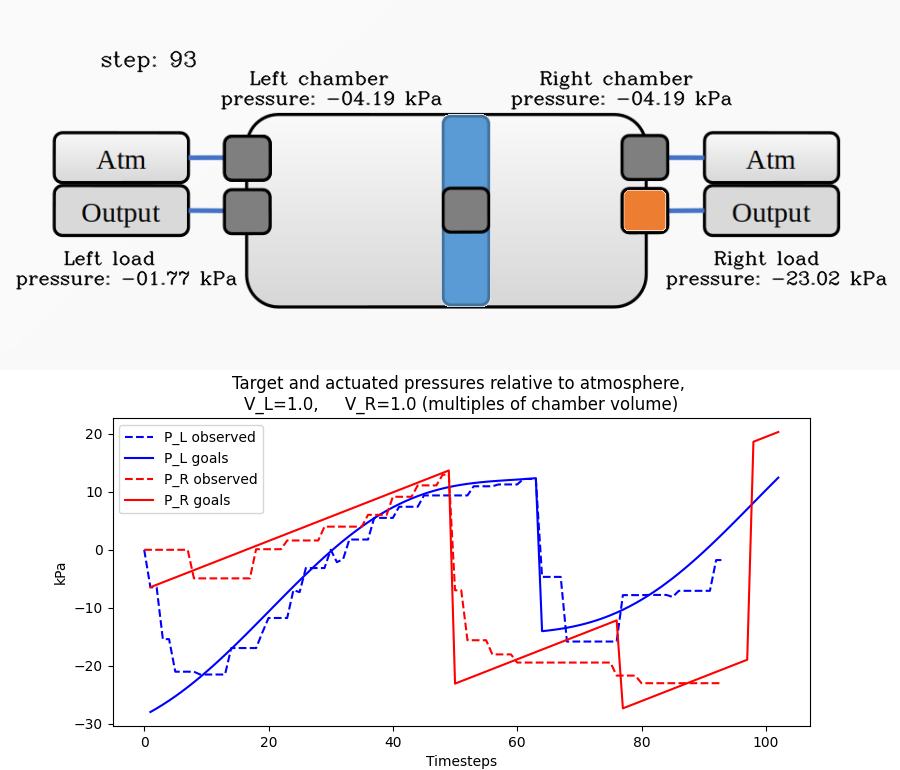 step: 93
Left chamber
pressure: −04.19 kPa
Right chamber
pressure: −04.19 kPa
Atm
Output
Atm
Output
Left load
pressure: −01.77 kPa
Right load
pressure: −23.02 kPa
Target and actuated pressures relative to atmosphere,
V_L=1.0, V_R=1.0 (multiples of chamber volume)
P_L observed
P_L goals
P_R observed
P_R goals
kPa
20
10
0
−10
−20
−30
0 20 40 60 80 100
Timesteps